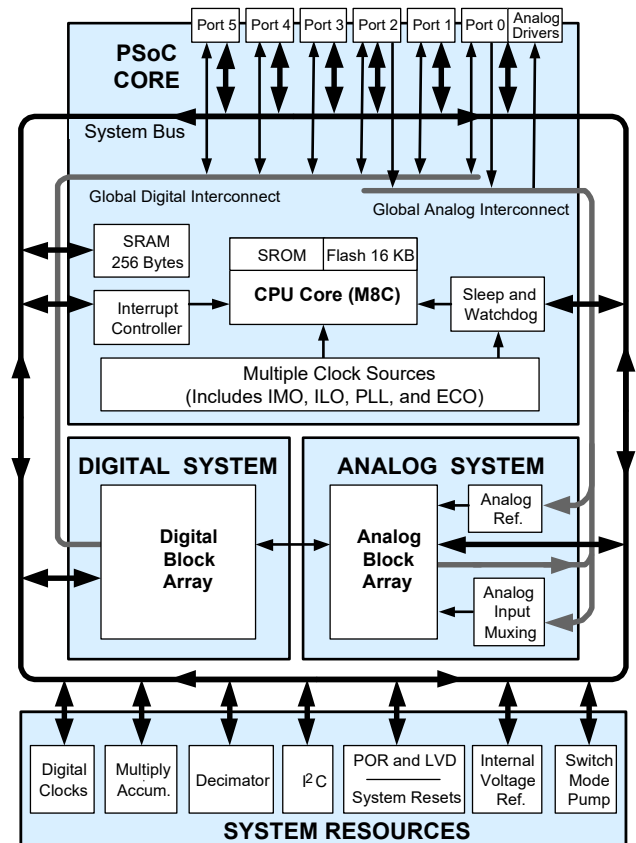 Port 5 Port 4 Port 3 Port 2 Port 1 Port 0 Analog
Drivers
PSoC
CORE
System Bus
Global Digital Interconnect
Global Analog Interconnect
SRAM
256 Bytes
SROM Flash 16 KB
CPU Core (M8C)
Interrupt
Controller
Sleep and
Watchdog
Multiple Clock Sources
(Includes IMO, ILO, PLL, and ECO)
DIGITAL SYSTEM
ANALOG SYSTEM
Digital
Block
Array
Analog
Block
Array
Analog
Ref.
Analog
Input
Muxing
Digital
Clocks
Multiply
Accum.
Decimator
I²C
POR and LVD
System Resets
Internal
Voltage
Ref.
Switch
Mode
Pump
SYSTEM RESOURCES